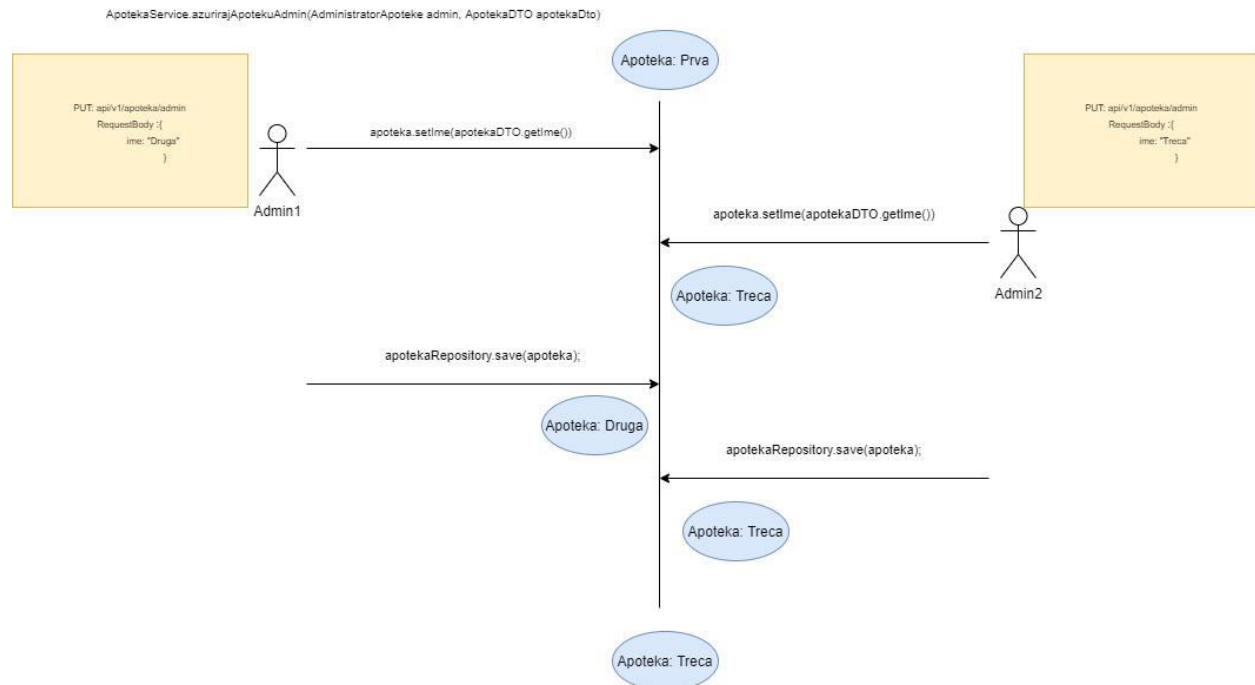 ApotekaService.azurirajApotekuAdmin(AdministratorApoteke admin, ApotekaDTO apotekaDto)
Apoteka: Prva
PUT: api/v1/apoteka/admin
RequestBody :{
ime: "Druga"
}
Admin1
apoteka.setIme(apotekaDTO.getIme())
PUT: api/v1/apoteka/admin
RequestBody :{
ime: "Treca"
}
Admin2
apoteka.setIme(apotekaDTO.getIme())
Apoteka: Treca
apotekaRepository.save(apoteka);
Apoteka: Druga
apotekaRepository.save(apoteka);
Apoteka: Treca
Apoteka: Treca